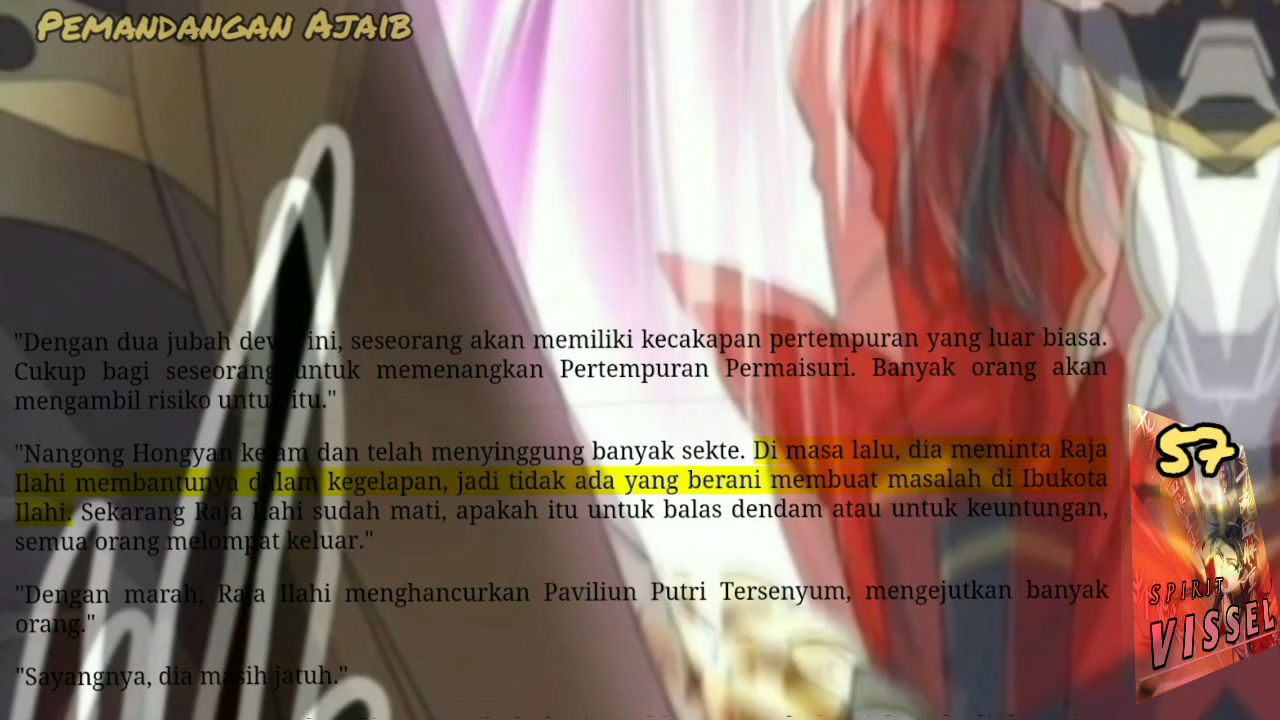 Pemandangan Ajaib
"Dengan dua jubah dewa ini, seseorang akan memiliki kecakapan pertempuran yang luar biasa.
Cukup bagi seseorang untuk memenangkan Pertempuran Permaisuri. Banyak orang akan
mengambil risiko untuk itu."
"Nangong Hongyan kejam dan telah menyinggung banyak sekte. Di masa lalu, dia meminta Raja
Ilahi membantunya dalam kegelapan, jadi tidak ada yang berani membuat masalah di Ibukota
Ilahi. Sekarang Raja Ilahi sudah mati, apakah itu untuk balas dendam atau untuk keuntungan,
semua orang melompat keluar."
"Dengan marah, Raja Ilahi menghancurkan Paviliun Putri Tersenyum, mengejutkan banyak
orang."
"Sayangnya, dia masih jatuh."
57
SPIRIT
VISSEL